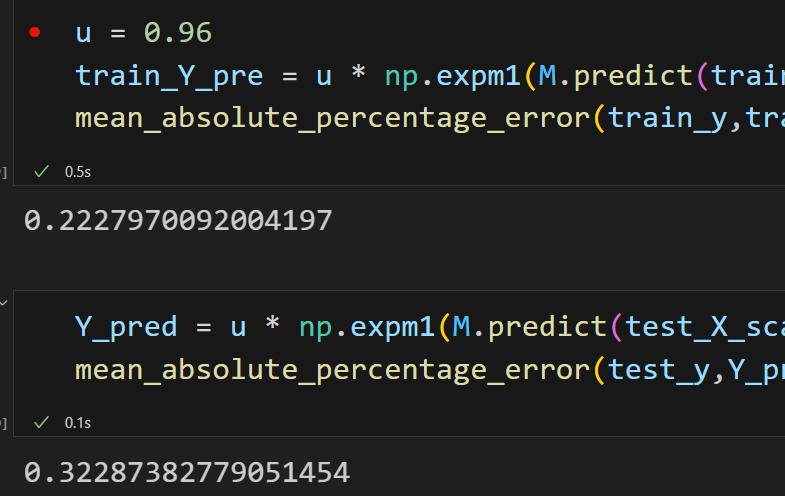 u = 0.96
train_Y_pre = u * np.expm1(M.predict(train
mean_absolute_percentage_error(train_y,tra
]
0.5s
0.2227970092004197
Y_pred = u * np.expm1(M.predict(test_X_sca
mean_absolute_percentage_error(test_y,Y_pr
]
0.1s
0.32287382779051454